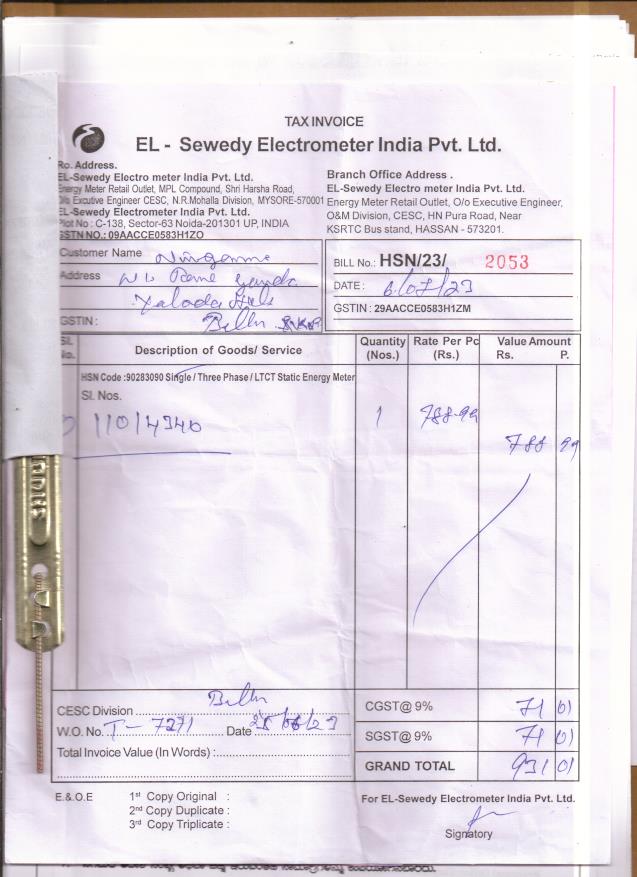 TAX INVOICE
EL - Sewedy Electrometer India Pvt. Ltd.
Ro. Address.
EL-Sewedy Electro meter India Pvt. Ltd.
Energy Meter Retail Outlet, MPL Compound, Shri Harsha Road,
O/o Excutive Engineer CESC, N.R.Mohalla Division, MYSORE-570001
EL-Sewedy Electrometer India Pvt. Ltd.
Plot No : C-138, Sector-63 Noida-201301 UP, INDIA
GSTN NO.: 09AACCE0583H1ZO
Branch Office Address .
EL-Sewedy Electro meter India Pvt. Ltd.
Energy Meter Retail Outlet, O/o Executive Engineer,
O&M Division, CESC, HN Pura Road, Near
KSRTC Bus stand, HASSAN - 573201.
Customer Name
Address
GSTIN :
BILL No.: HSN/23/ 2053
DATE : /23
GSTIN : 29AACCE0583H1ZM
Sl. No. Description of Goods/ Service Quantity (Nos.) Rate Per Pc (Rs.) Value Amount Rs. P.
HSN Code :90283090 Single / Three Phase / LTCT Static Energy Meter
Sl. Nos.
11014340 1 788-99
788 99
CESC Division
W.O. No. T - 7271 Date
Total Invoice Value (In Words) :
CGST@ 9% 71 01
SGST@ 9% 71 01
GRAND TOTAL 931 01
E.& O.E 1st Copy Original :
2nd Copy Duplicate :
3rd Copy Triplicate :
For EL-Sewedy Electrometer India Pvt. Ltd.
Signatory